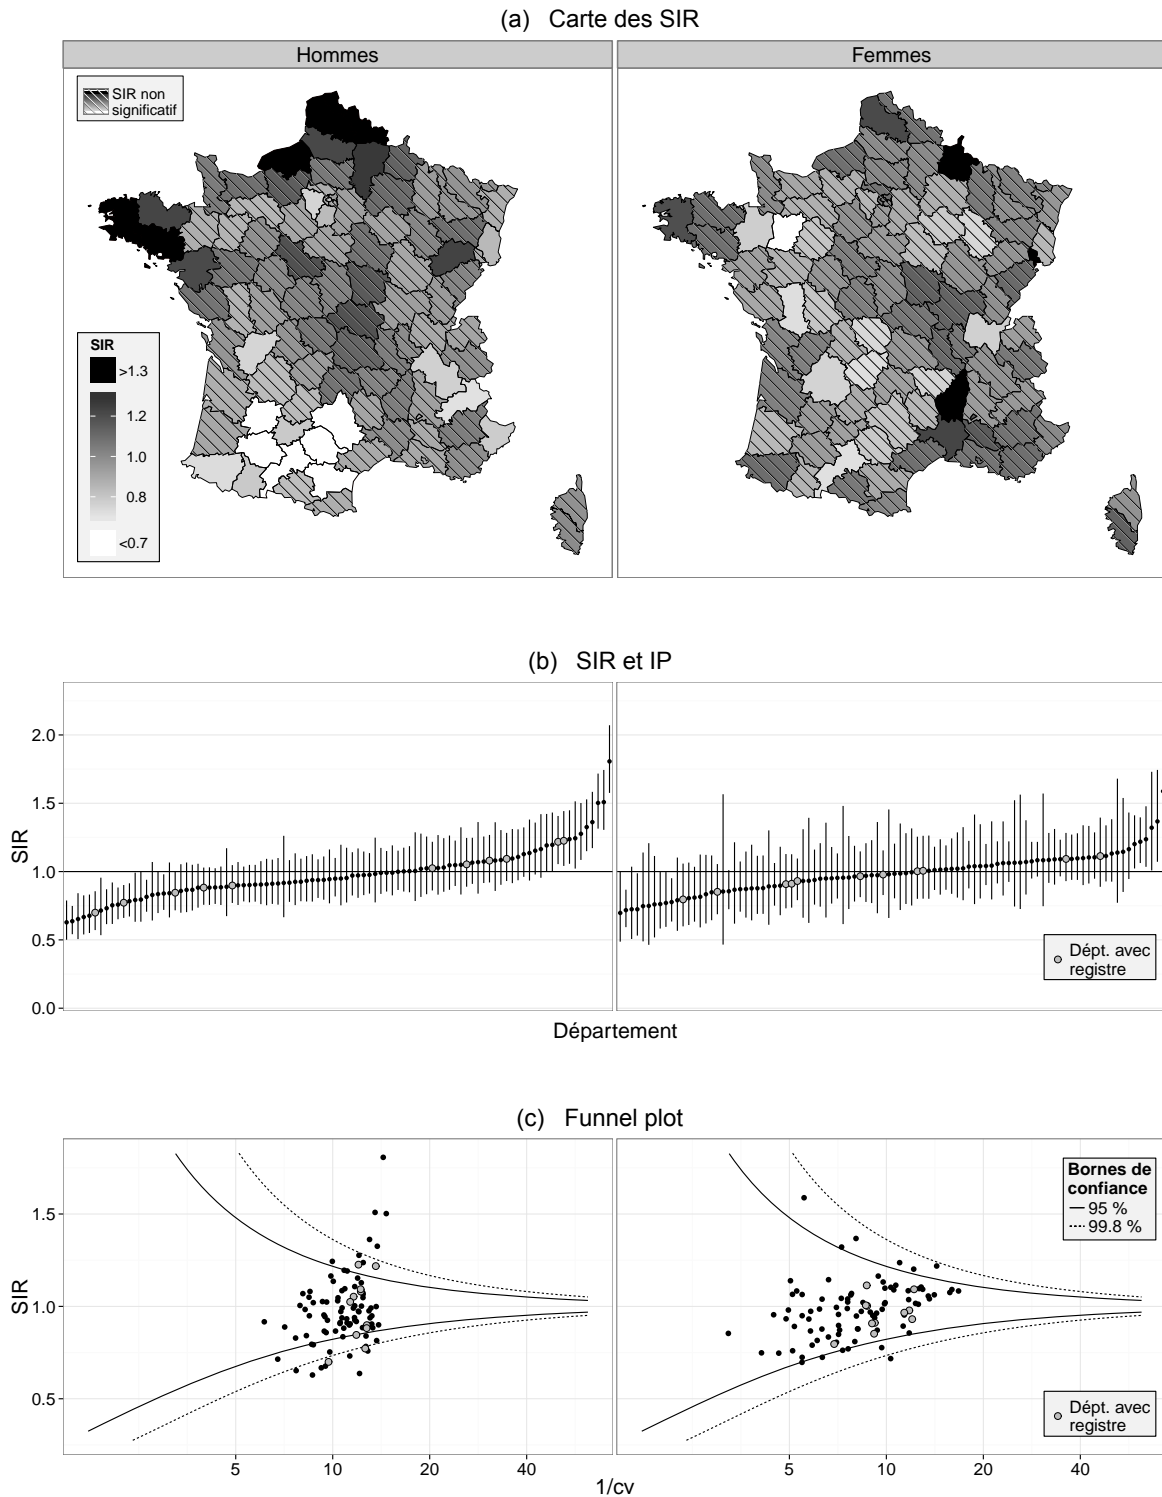 (a) Carte des SIR
Hommes
Femmes
SIR non
significatif
SIR
>1.3
1.2
1.0
0.8
<0.7
(b) SIR et IP
SIR
2.0
1.5
1.0
0.5
0.0
Dépt. avec
registre
Département
(c) Funnel plot
SIR
1.5
1.0
0.5
Bornes de
confiance
95 %
99.8 %
Dépt. avec
registre
5 10 20 40
5 10 20 40
1/cv